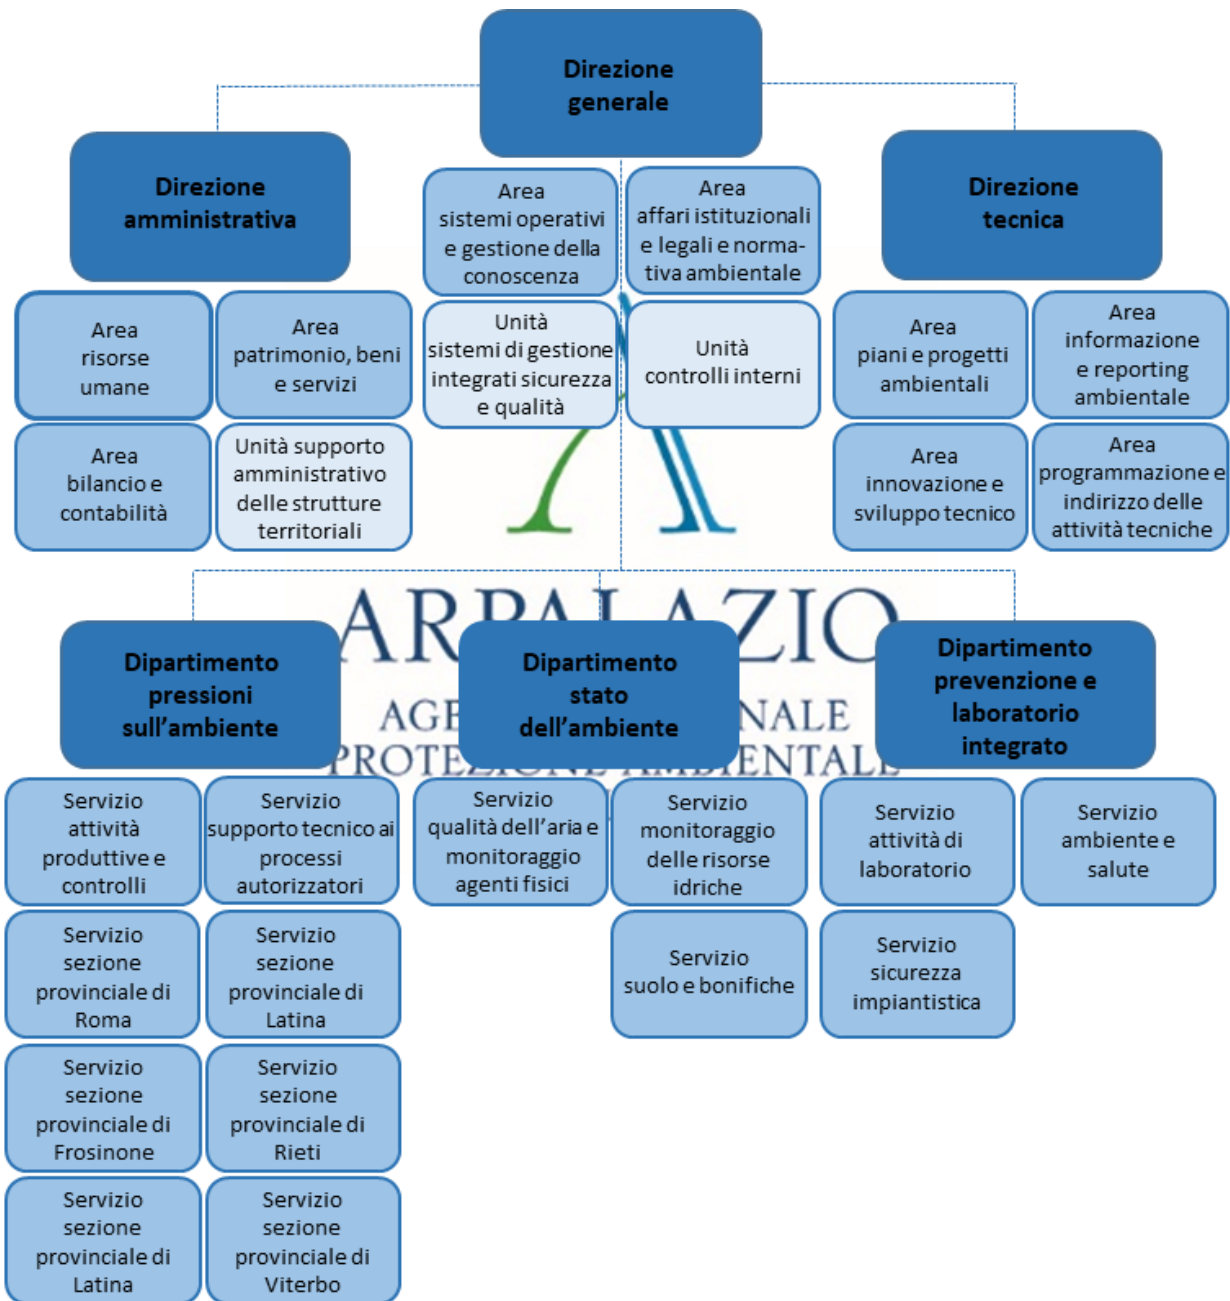 Direzione
generale
Direzione
amministrativa
Area
sistemi operativi
e gestione della
conoscenza
Area
affari istituzionali
e legali e norma-
tiva ambientale
Direzione
tecnica
Area
risorse
umane
Area
patrimonio, beni
e servizi
Unità
sistemi di gestione
integrati sicurezza
e qualità
Unità
controlli interni
Area
piani e progetti
ambientali
Area
informazione
e reporting
ambientale
Area
bilancio e
contabilità
Unità supporto
amministrativo
delle strutture
territoriali
Area
innovazione e
sviluppo tecnico
Area
programmazione e
indirizzo delle
attività tecniche
ARPALAZIO
AGE NALE
PROTEZIONE AMBIENTALE
Dipartimento
pressioni
sull’ambiente
Dipartimento
stato
dell’ambiente
Dipartimento
prevenzione e
laboratorio
integrato
Servizio
attività
produttive e
controlli
Servizio
supporto tecnico ai
processi
autorizzatori
Servizio
qualità dell’aria e
monitoraggio
agenti fisici
Servizio
monitoraggio
delle risorse
idriche
Servizio
attività di
laboratorio
Servizio
ambiente e
salute
Servizio
sezione
provinciale di
Roma
Servizio
sezione
provinciale di
Latina
Servizio
suolo e bonifiche
Servizio
sicurezza
impiantistica
Servizio
sezione
provinciale di
Frosinone
Servizio
sezione
provinciale di
Rieti
Servizio
sezione
provinciale di
Latina
Servizio
sezione
provinciale di
Viterbo